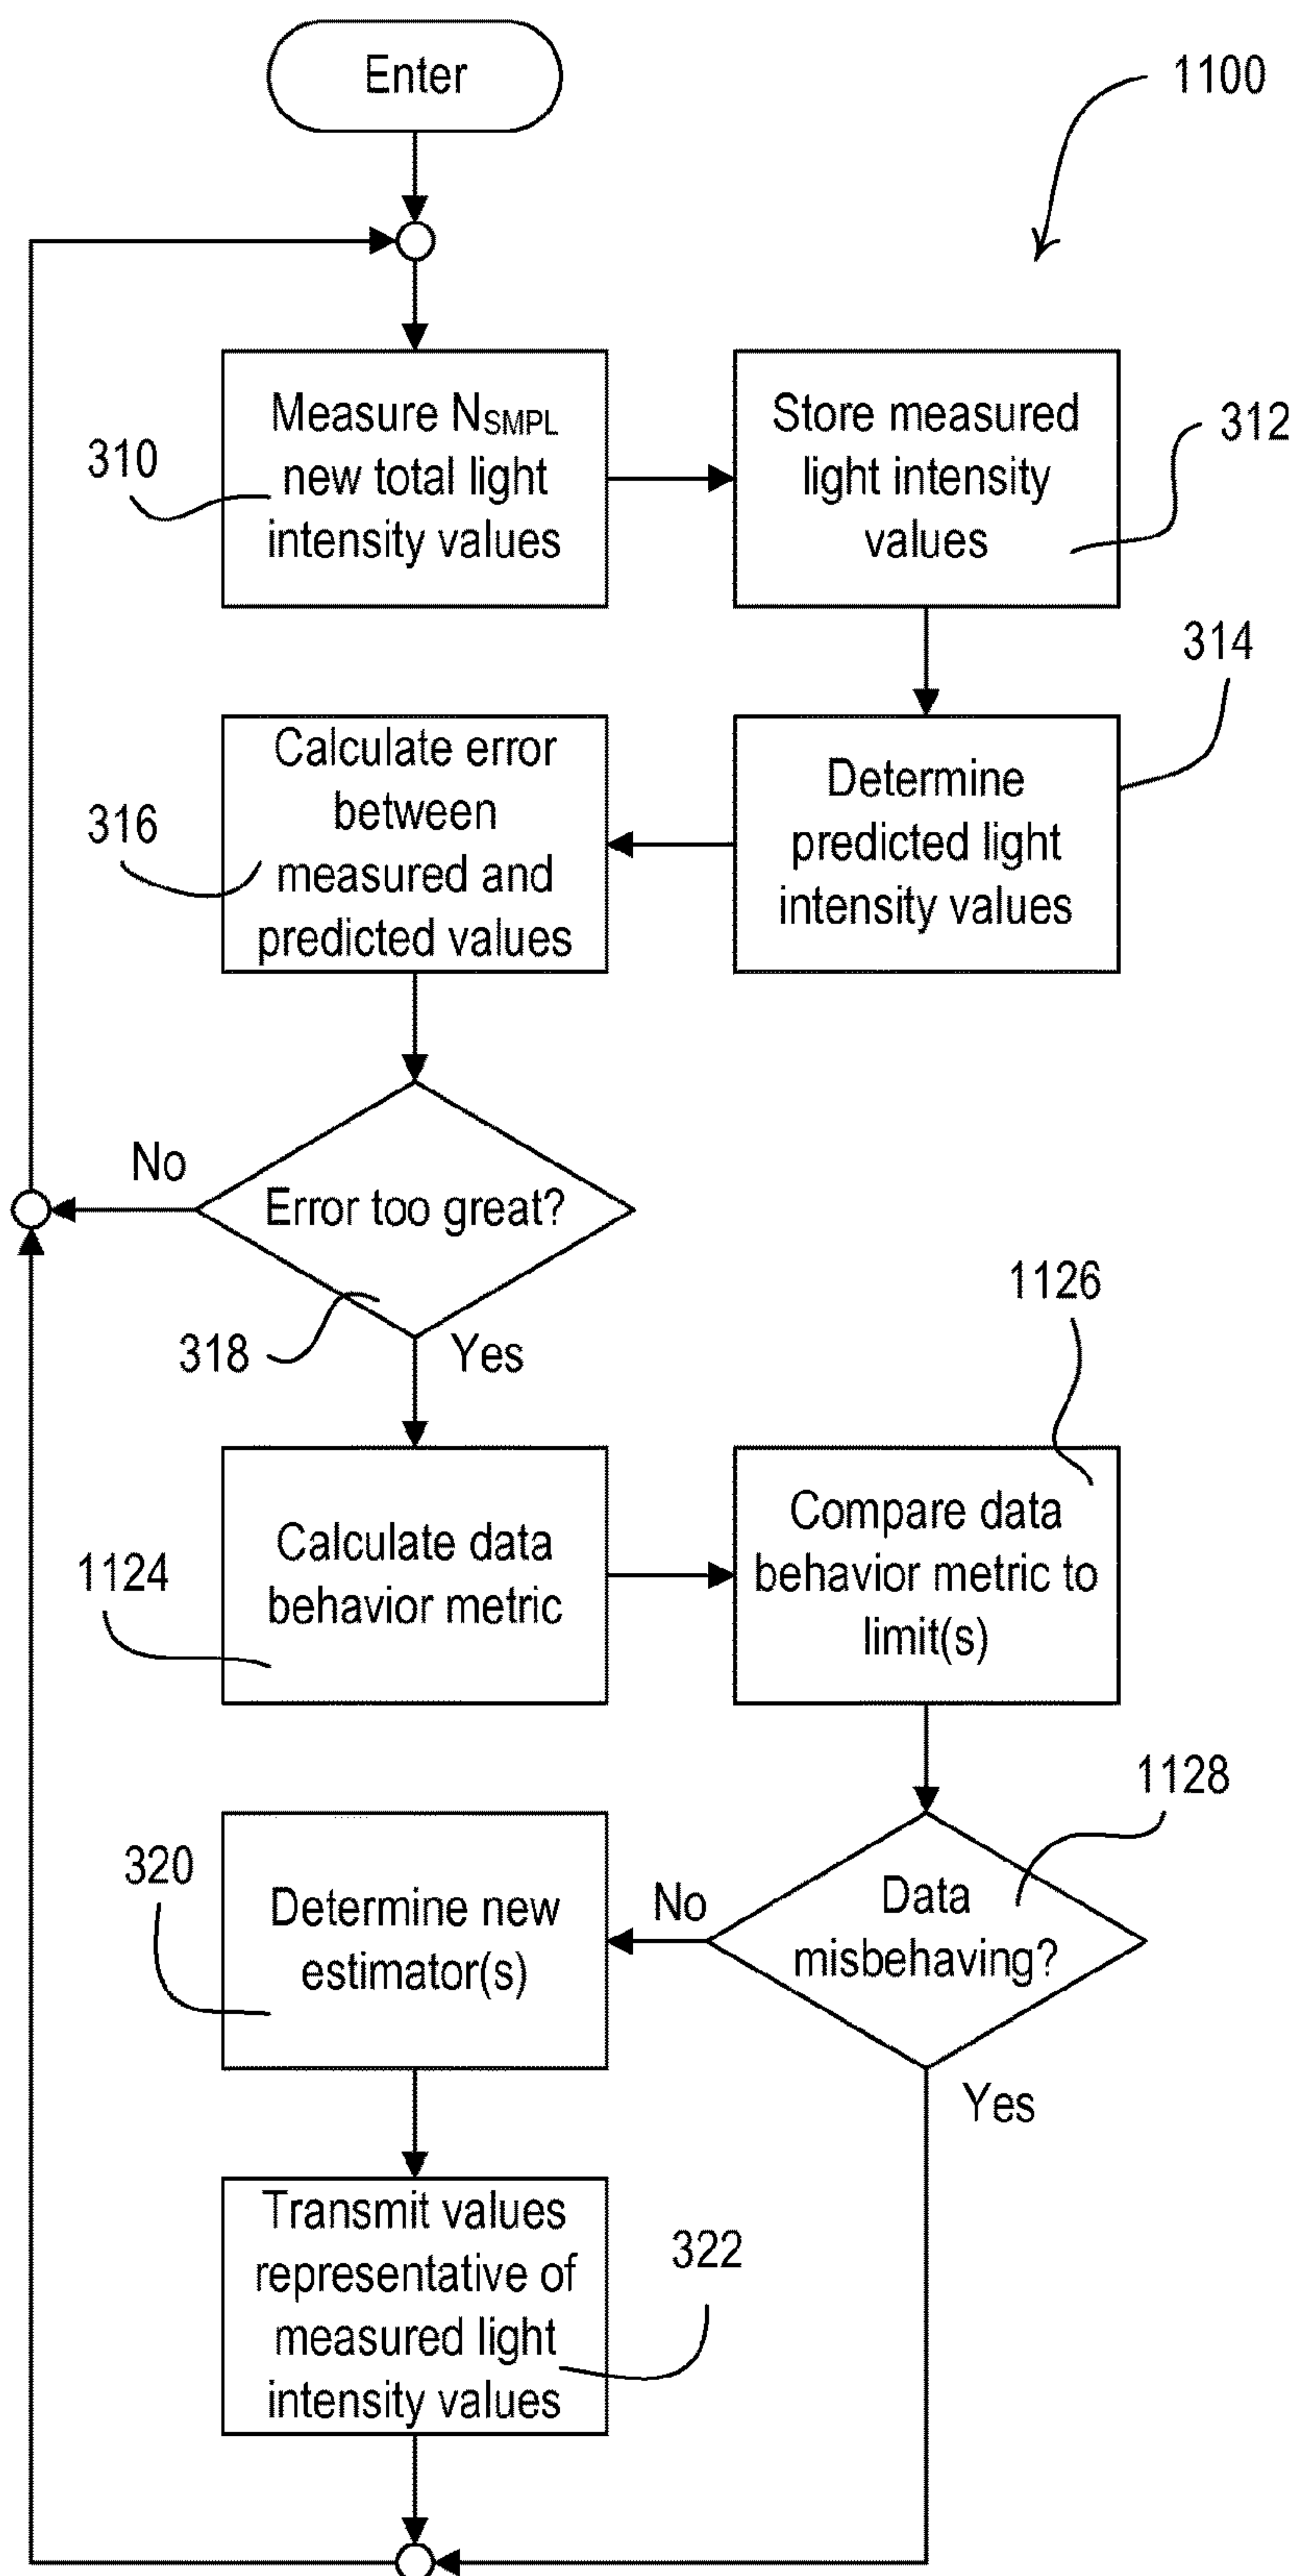 Enter
1100
Measure NSMPL
new total light
intensity values
310
Store measured
light intensity
values
312
314
Calculate error
between
measured and
predicted values
316
Determine
predicted light
intensity values
No
Error too great?
318
Yes
1126
Calculate data
behavior metric
1124
Compare data
behavior metric to
limit(s)
1128
320
Determine new
estimator(s)
No
Data
misbehaving?
Yes
Transmit values
representative of
measured light
intensity values
322